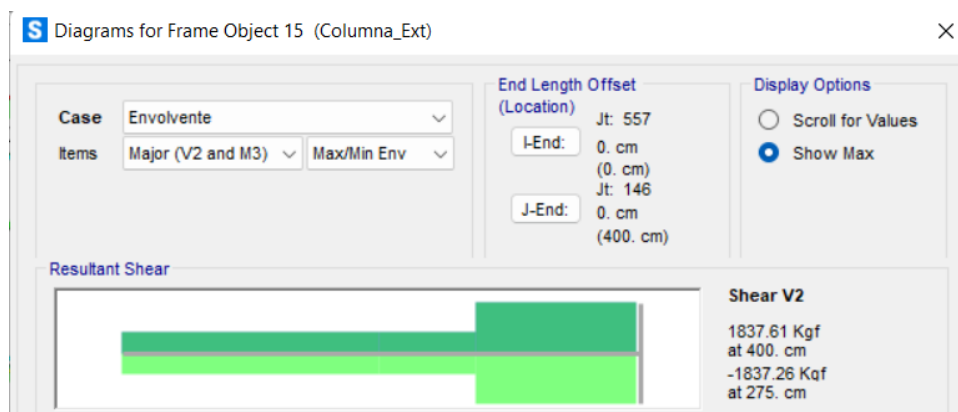 S Diagrams for Frame Object 15 (Columna_Ext)
Case Envolvente
Items Major (V2 and M3) Max/Min Env
End Length Offset
(Location)
Jt: 557
I-End: 0. cm
(0. cm)
Jt: 146
J-End: 0. cm
(400. cm)
Display Options
Scroll for Values
Show Max
Resultant Shear
Shear V2
1837.61 Kgf
at 400. cm
-1837.26 Kgf
at 275. cm